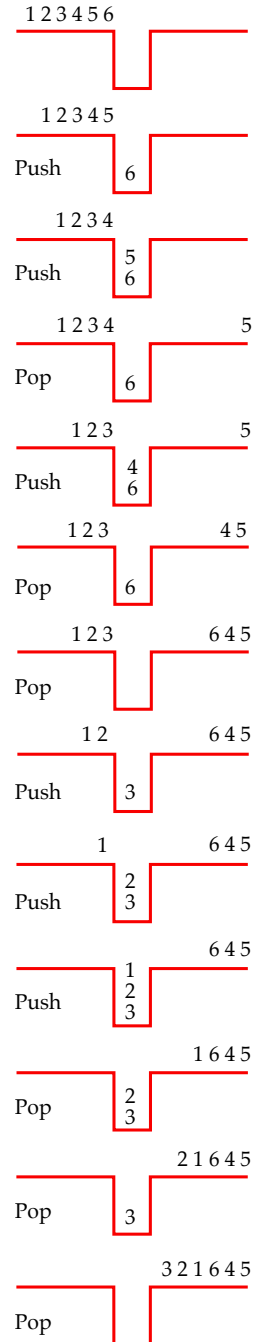 1 2 3 4 5 6
1 2 3 4 5
Push 6
1 2 3 4
5
Push 6
1 2 3 4 5
Pop 6
1 2 3 5
4
Push 6
1 2 3 4 5
Pop 6
1 2 3 6 4 5
Pop
1 2 6 4 5
Push 3
1 6 4 5
2
Push 3
6 4 5
1
2
Push 3
1 6 4 5
2
Pop 3
2 1 6 4 5
Pop 3
3 2 1 6 4 5
Pop